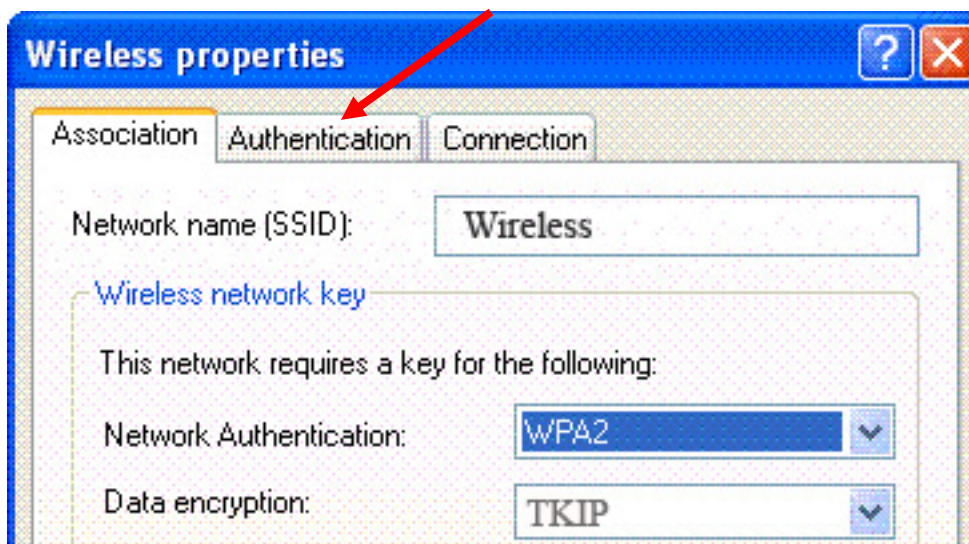 Wireless properties
Association Authentication Connection
Network name (SSID): Wireless
Wireless network key
This network requires a key for the following:
Network Authentication: WPA2
Data encryption: TKIP